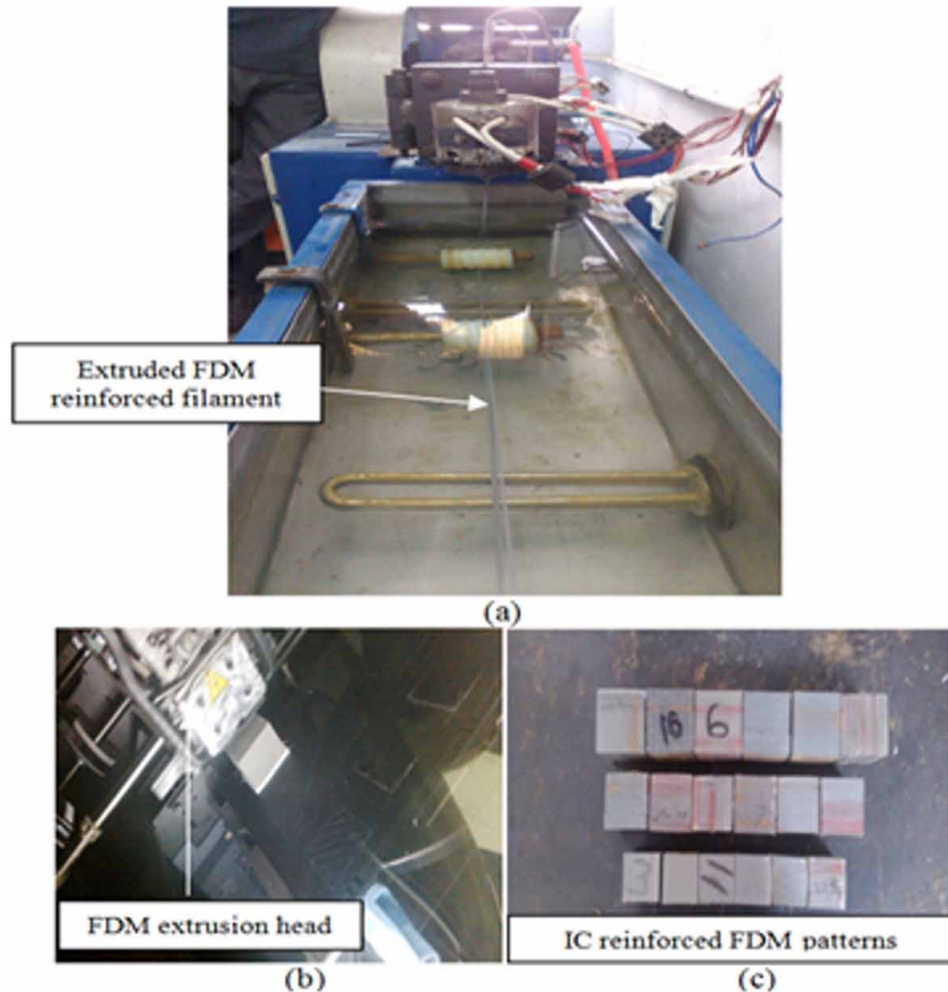 Extruded FDM
reinforced filament
(a)
16 6
3 11
FDM extrusion head
IC reinforced FDM patterns
(b)
(c)